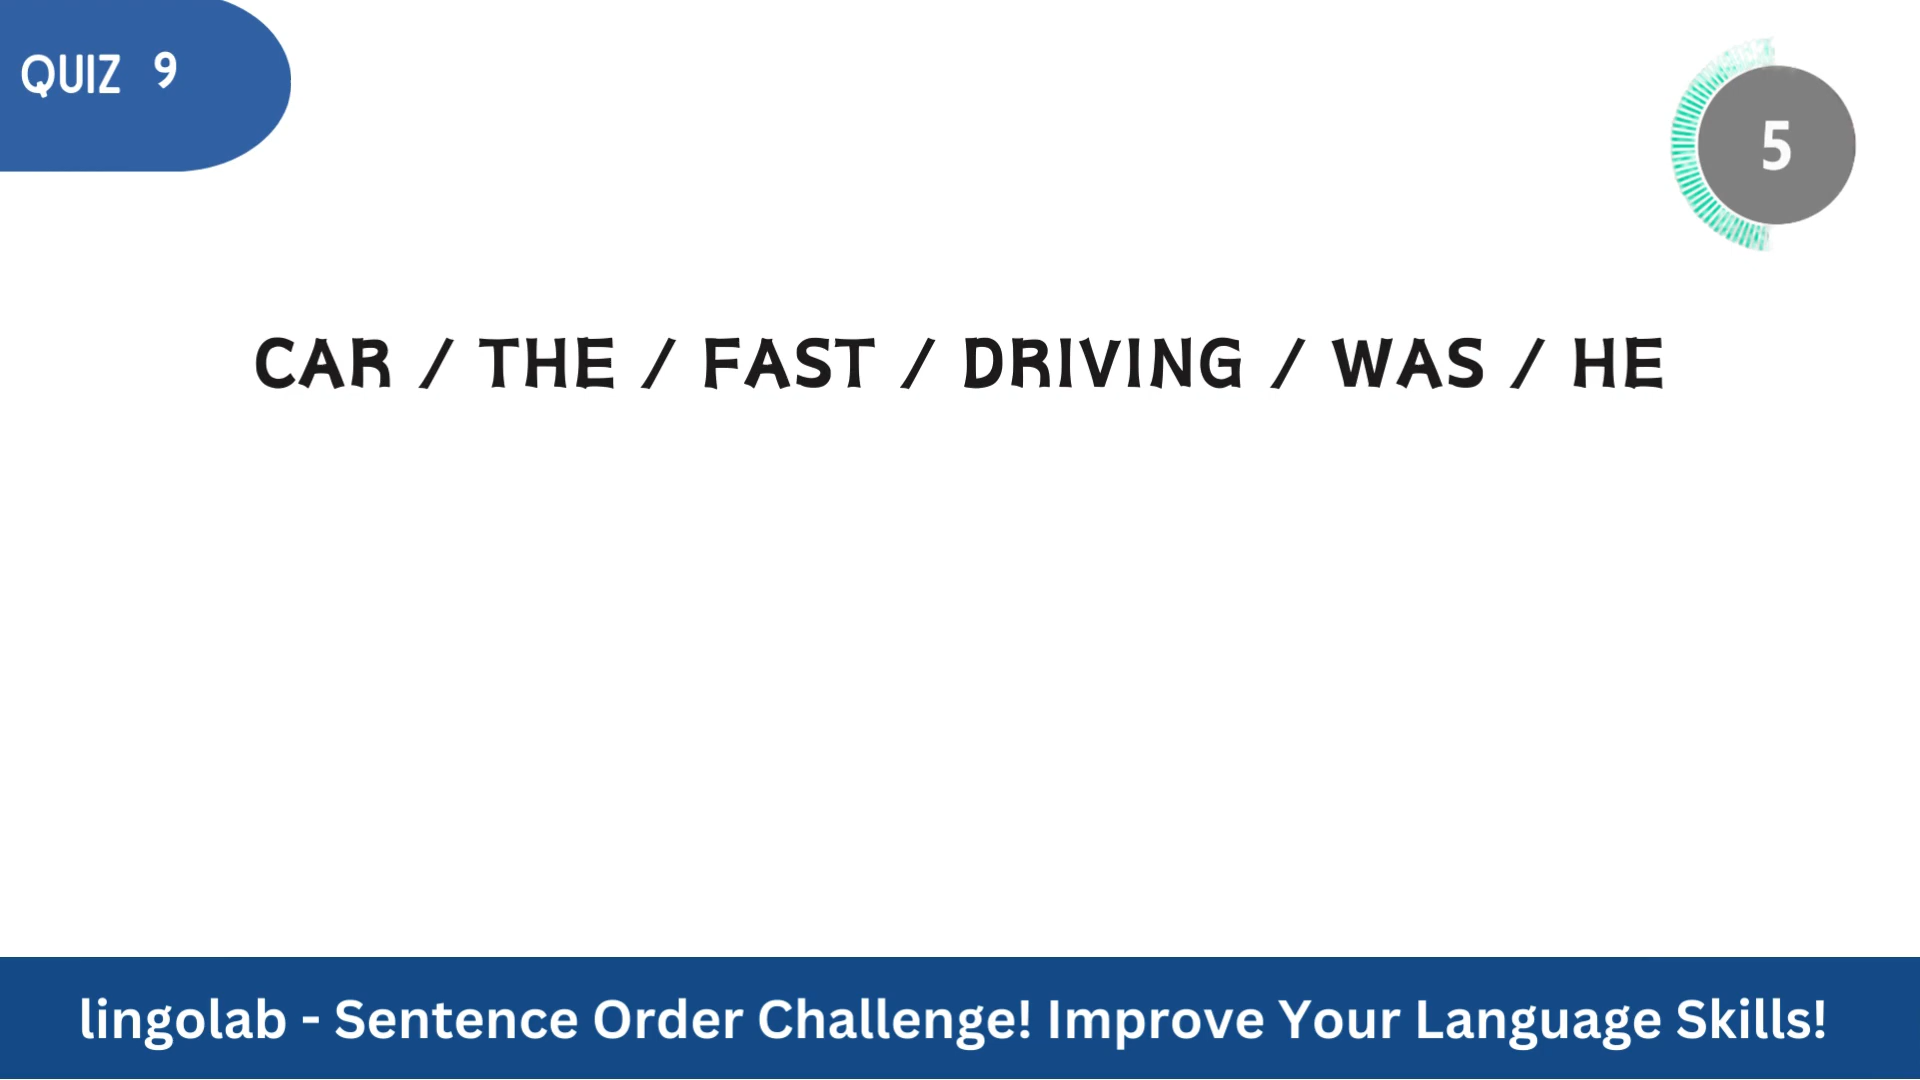 QUIZ 9
5
CAR / THE / FAST / DRIVING / WAS / HE
lingolab - Sentence Order Challenge! Improve Your Language Skills!